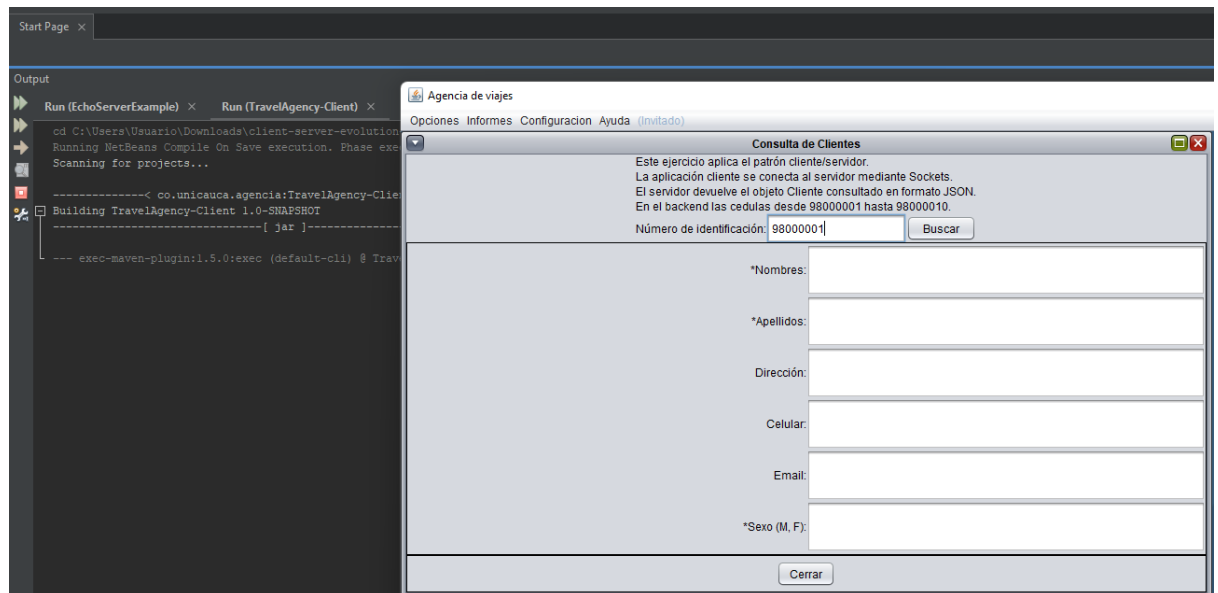 Start Page ×
Output
Run (EchoServerExample) ×
Run (TravelAgency-Client) ×
cd C:\Users\Usuario\Downloads\client-server-evolution
Running NetBeans Compile On Save execution. Phase exe
Scanning for projects...
--------------< co.unicauca.agencia:TravelAgency-Clie
Building TravelAgency-Client 1.0-SNAPSHOT
--------------------------------[ jar ]--------------
--- exec-maven-plugin:1.5.0:exec (default-cli) @ Trav
Agencia de viajes
Opciones Informes Configuracion Ayuda (Invitado)
Consulta de Clientes
Este ejercicio aplica el patrón cliente/servidor.
La aplicación cliente se conecta al servidor mediante Sockets.
El servidor devuelve el objeto Cliente consultado en formato JSON.
En el backend las cedulas desde 98000001 hasta 98000010.
Número de identificación: 98000001 Buscar
*Nombres:
*Apellidos:
Dirección:
Celular:
Email:
*Sexo (M, F):
Cerrar